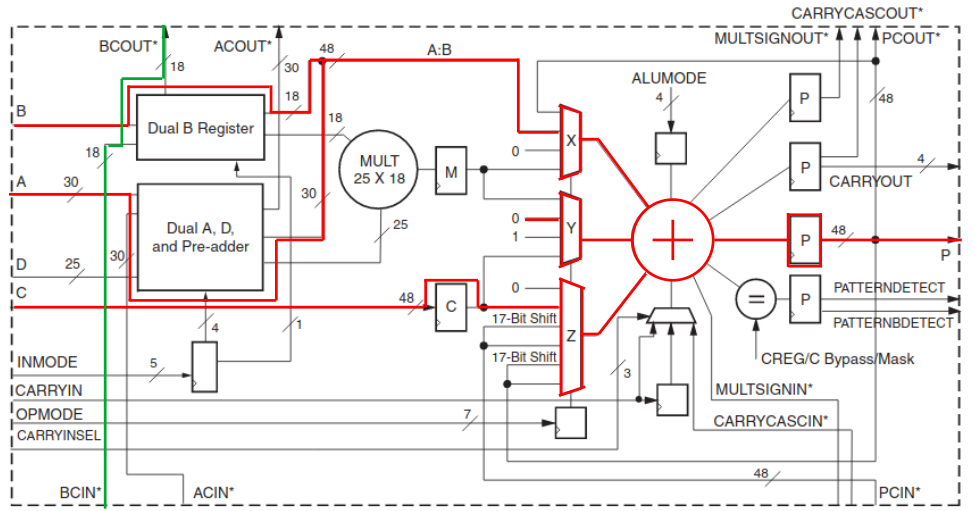 CARRYCASCOUT*
BCOUT* ACOUT* MULTSIGNOUT* PCOUT*
48 A:B
18 30 ALUMODE
18 4 P 48
B Dual B Register 18
X
18 MULT 25 X 18 M 0 P 4
CARRYOUT
A 30 30
Dual A, D, and Pre-adder 25 0 Y P 48
1 P
D 25 30
C 48 C 0 Z = P PATTERNDETECT
17-Bit Shift PATTERNBDETECT
4 1 17-Bit Shift
INMODE 5 3 CREG/C Bypass/Mask
CARRYIN MULTSIGNIN*
OPMODE 7
CARRYINSEL CARRYCASCIN*
48
BCIN* ACIN* PCIN*